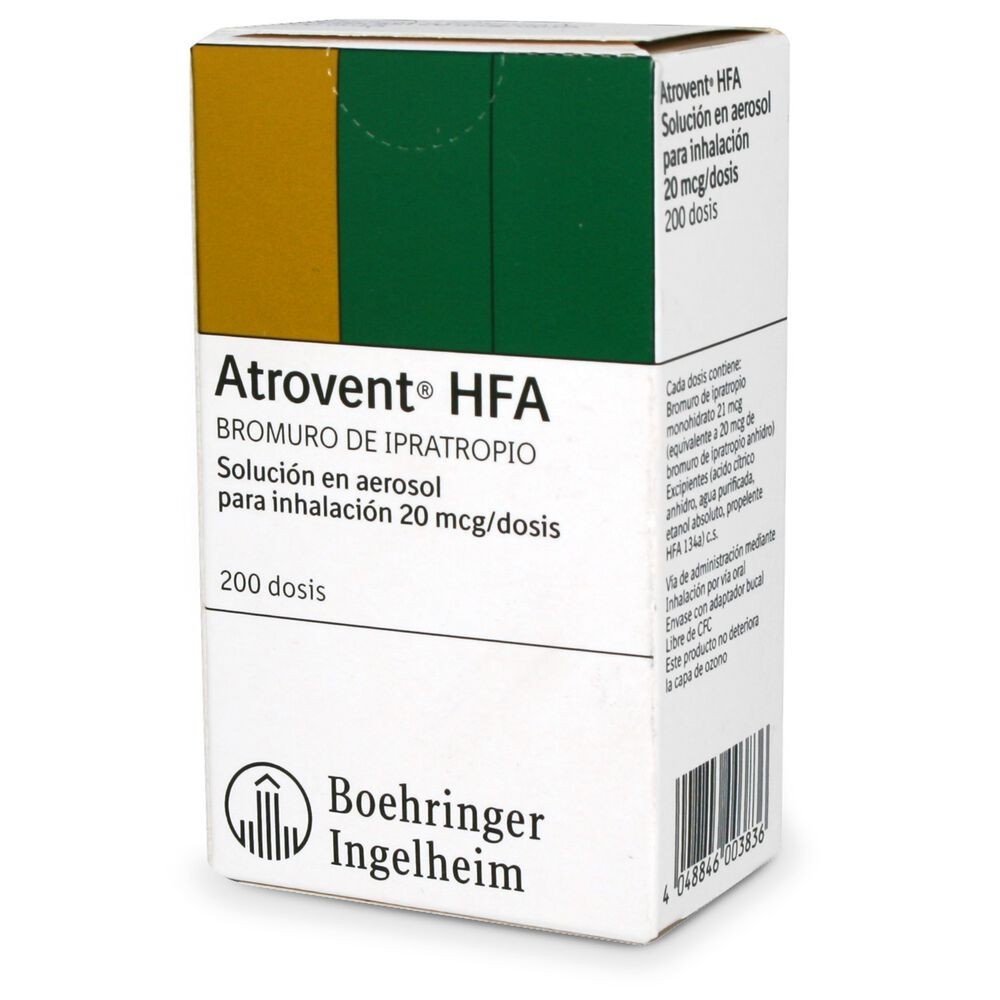 Atrovent® HFA
BROMURO DE IPRATROPIO
Solución en aerosol
para inhalación 20 mcg/dosis
200 dosis
Boehringer
Ingelheim
Atrovent® HFA
Solución en aerosol
para inhalación
20 mcg/dosis
200 dosis
Cada dosis contiene:
Bromuro de ipratropio
monohidrato 21 mcg
(equivalente a 20 mcg de
bromuro de ipratropio anhidro)
Excipientes (ácido cítrico
anhidro, agua purificada,
etanol absoluto, propelente
HFA 134a) c.s.
Vía de administración mediante
Inhalación por vía oral
Envase con adaptador bucal
Libre de CFC
Este producto no deteriora
la capa de ozono
4 048846 003836